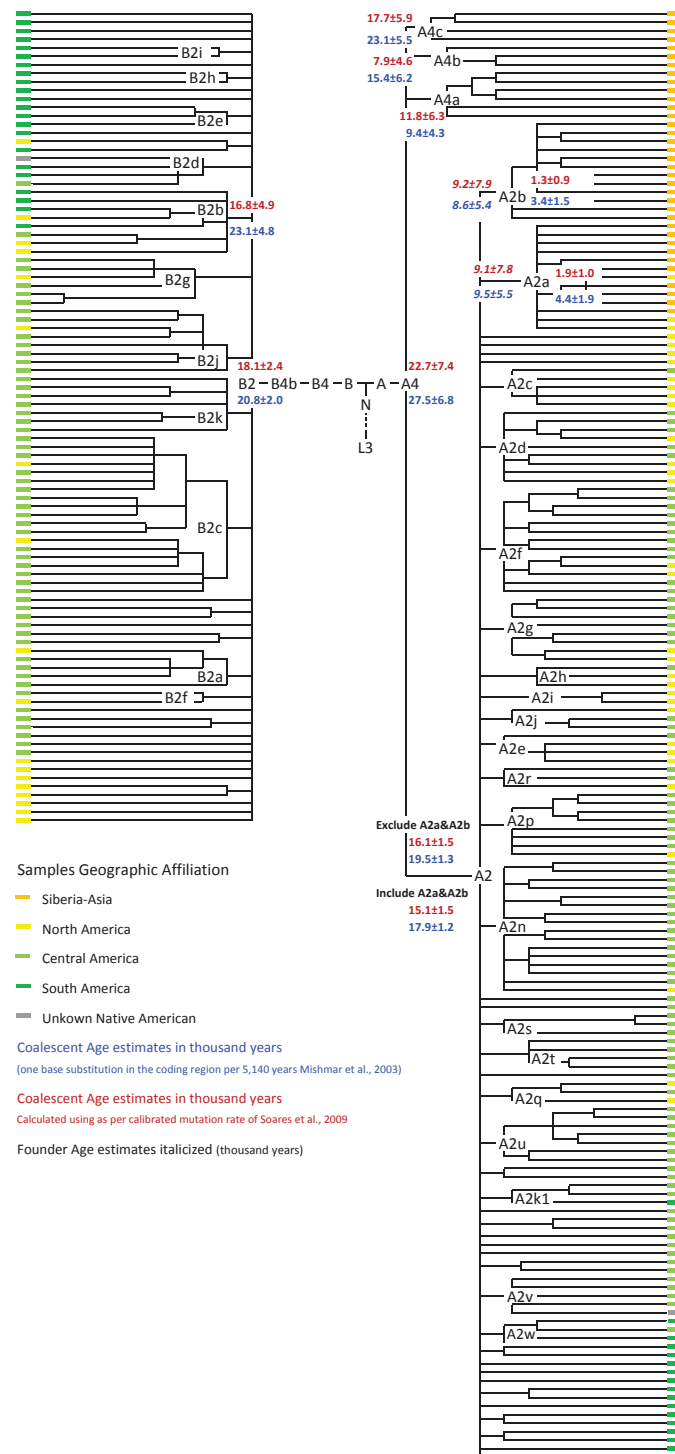 17.7±5.9
A4c
23.1±5.5
B2i
7.9±4.6
A4b
B2h
15.4±6.2
A4a
B2e
11.8±6.3
9.4±4.3
B2d
9.2±7.9
1.3±0.9
A2b
8.6±5.4
3.4±1.5
B2b
16.8±4.9
23.1±4.8
B2g
9.1±7.8
1.9±1.0
A2a
9.5±5.5
4.4±1.9
B2j
18.1±2.4
22.7±7.4
B2 B4b B4 B A A4
20.8±2.0
27.5±6.8
A2c
N
B2k
L3
A2d
B2c
A2f
A2g
B2a
A2h
B2f
A2i
A2j
A2e
A2r
Exclude A2a&A2b
A2p
16.1±1.5
19.5±1.3
Samples Geographic Affiliation
A2
Include A2a&A2b
Siberia-Asia
15.1±1.5
North America
17.9±1.2
A2n
Central America
South America
Unkown Native American
A2s
Coalescent Age estimates in thousand years
(one base substitution in the coding region per 5,140 years Mishmar et al., 2003)
A2t
Coalescent Age estimates in thousand years
A2q
Calculated using as per calibrated mutation rate of Soares et al., 2009
Founder Age estimates italicized (thousand years)
A2u
A2k1
A2v
A2w